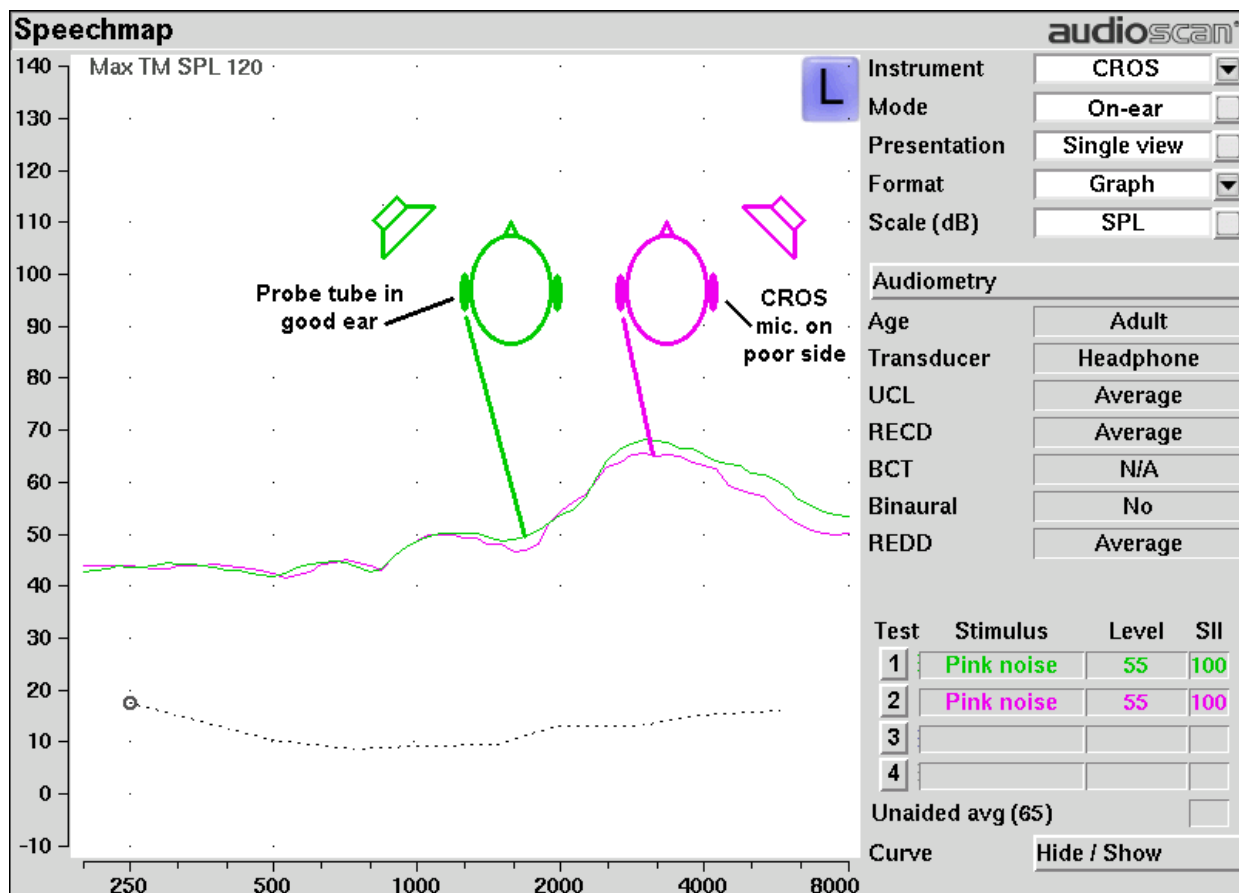 Speechmap
audioscan
140
130
120
110
100
90
80
70
60
50
40
30
20
10
0
-10
Max TM SPL 120
L
Probe tube in
good ear
CROS
mic. on
poor side
250 500 1000 2000 4000 8000
Instrument CROS
Mode On-ear
Presentation Single view
Format Graph
Scale (dB) SPL
Audiometry
Age Adult
Transducer Headphone
UCL Average
RECD Average
BCT N/A
Binaural No
REDD Average
Test Stimulus Level SII
1 Pink noise 55 100
2 Pink noise 55 100
3
4
Unaided avg (65)
Curve Hide / Show